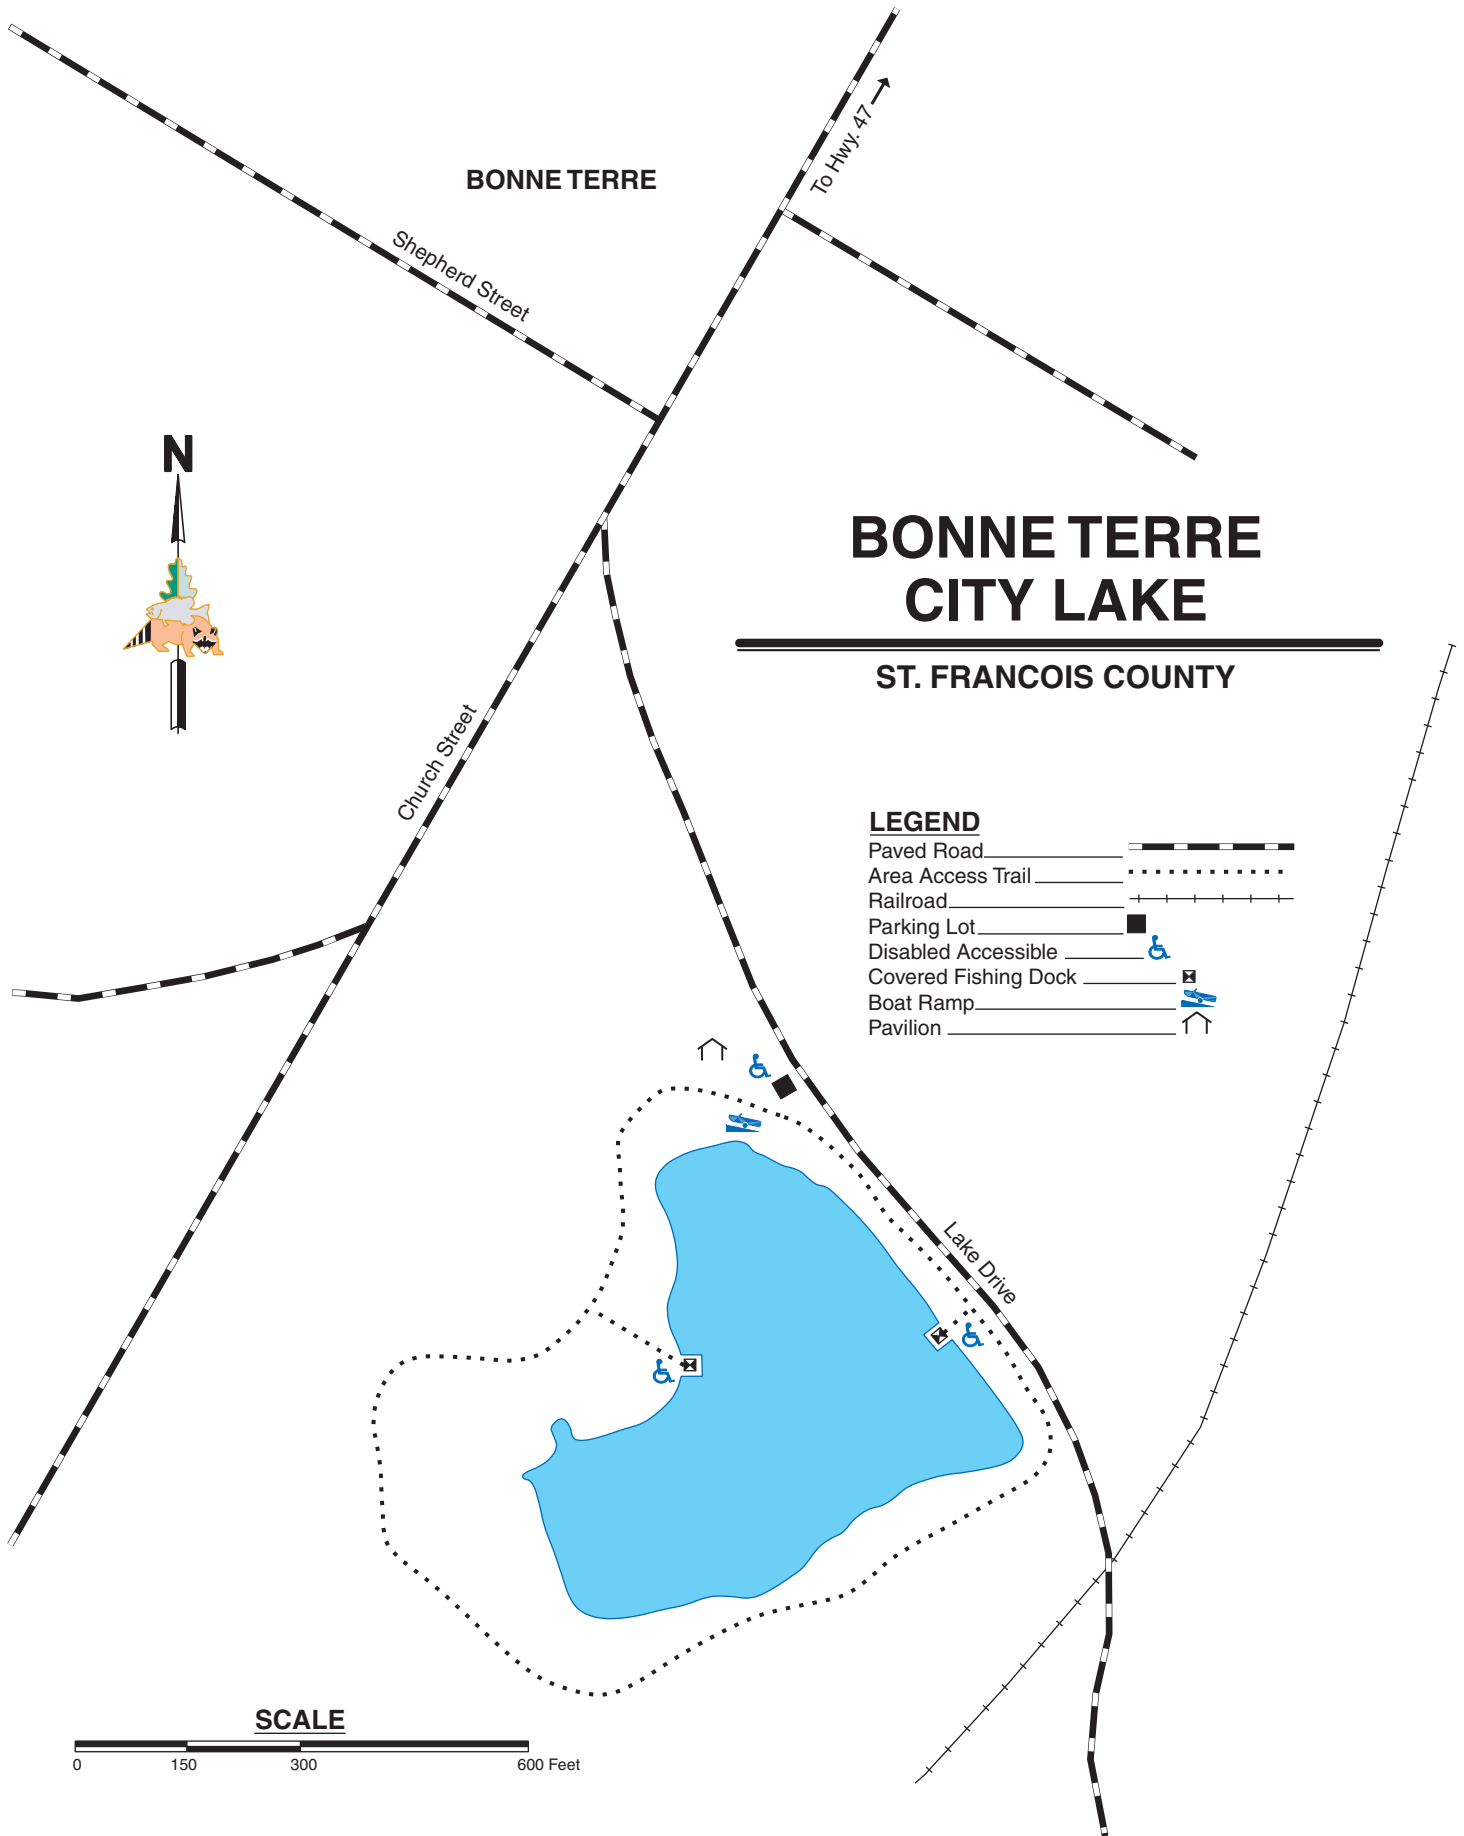 To Hwy. 47
BONNE TERRE
Shepherd Street
N
BONNE TERRE
CITY LAKE
ST. FRANCOIS COUNTY
Church Street
LEGEND
Paved Road
Area Access Trail
Railroad
Parking Lot
Disabled Accessible
Covered Fishing Dock
Boat Ramp
Pavilion
Lake Drive
SCALE
0 150 300 600 Feet